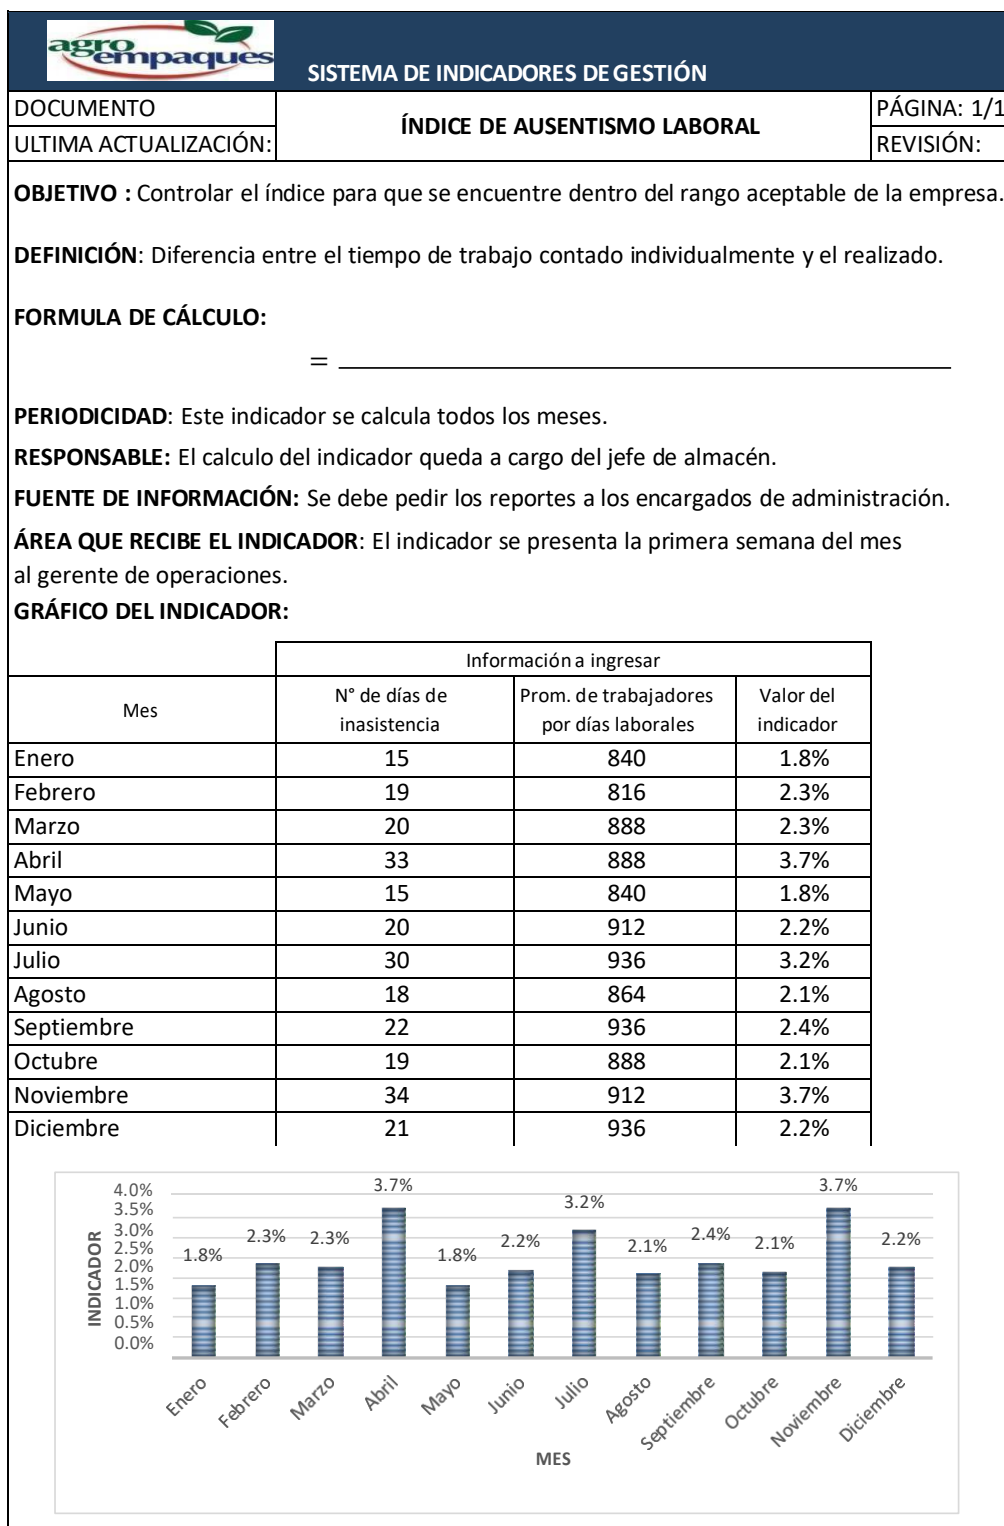 agro
empaques
SISTEMA DE INDICADORES DE GESTIÓN
DOCUMENTO
ÍNDICE DE AUSENTISMO LABORAL
PÁGINA: 1/1
ULTIMA ACTUALIZACIÓN:
REVISIÓN:
OBJETIVO : Controlar el índice para que se encuentre dentro del rango aceptable de la empresa.
DEFINICIÓN: Diferencia entre el tiempo de trabajo contado individualmente y el realizado.
FORMULA DE CÁLCULO:
=
PERIODICIDAD: Este indicador se calcula todos los meses.
RESPONSABLE: El calculo del indicador queda a cargo del jefe de almacén.
FUENTE DE INFORMACIÓN: Se debe pedir los reportes a los encargados de administración.
ÁREA QUE RECIBE EL INDICADOR: El indicador se presenta la primera semana del mes
al gerente de operaciones.
GRÁFICO DEL INDICADOR:
Información a ingresar
Mes N° de días de inasistencia Prom. de trabajadores por días laborales Valor del indicador
Enero 15 840 1.8%
Febrero 19 816 2.3%
Marzo 20 888 2.3%
Abril 33 888 3.7%
Mayo 15 840 1.8%
Junio 20 912 2.2%
Julio 30 936 3.2%
Agosto 18 864 2.1%
Septiembre 22 936 2.4%
Octubre 19 888 2.1%
Noviembre 34 912 3.7%
Diciembre 21 936 2.2%
INDICADOR
4.0%
3.5%
3.0%
2.5%
2.0%
1.5%
1.0%
0.5%
0.0%
1.8% 2.3% 2.3% 3.7% 1.8% 2.2% 3.2% 2.1% 2.4% 2.1% 3.7% 2.2%
Enero Febrero Marzo Abril Mayo Junio Julio Agosto Septiembre Octubre Noviembre Diciembre
MES